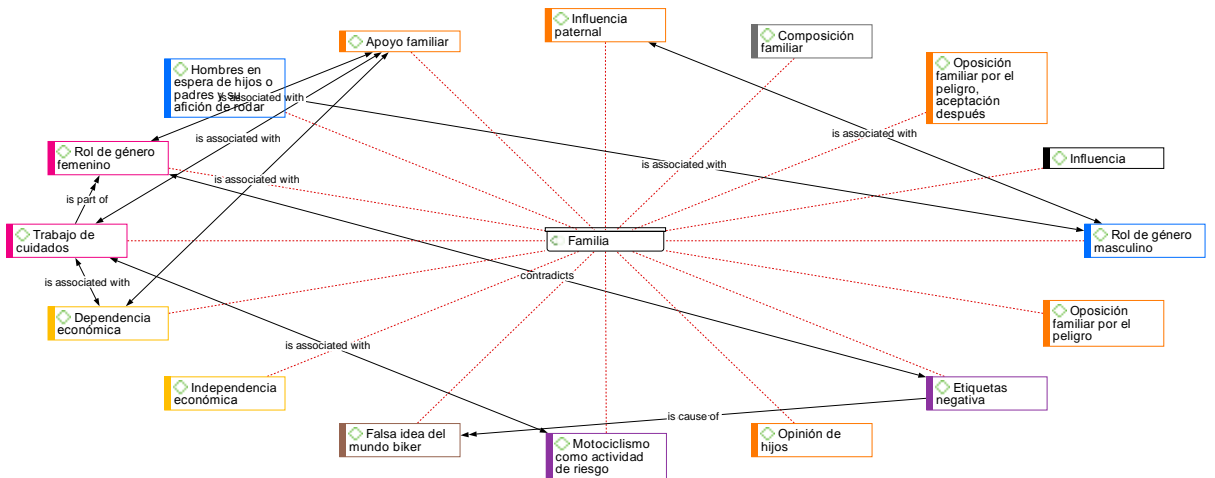 Influencia
paternal
Composición
familiar
Apoyo familiar
Hombres en
espera de hijos o
padres y su
afición de rodar
is associated with
Oposición
familiar por el
peligro,
aceptación
después
is associated with
is associated with
Rol de género
femenino
is associated with
Influencia
is associated with
is part of
Trabajo de
cuidados
Familia
Rol de género
masculino
is associated with
contradicts
Dependencia
económica
Oposición
familiar por el
peligro
is associated with
Independencia
económica
Etiquetas
negativa
is cause of
Falsa idea del
mundo biker
Motociclismo
como actividad
de riesgo
Opinión de
hijos